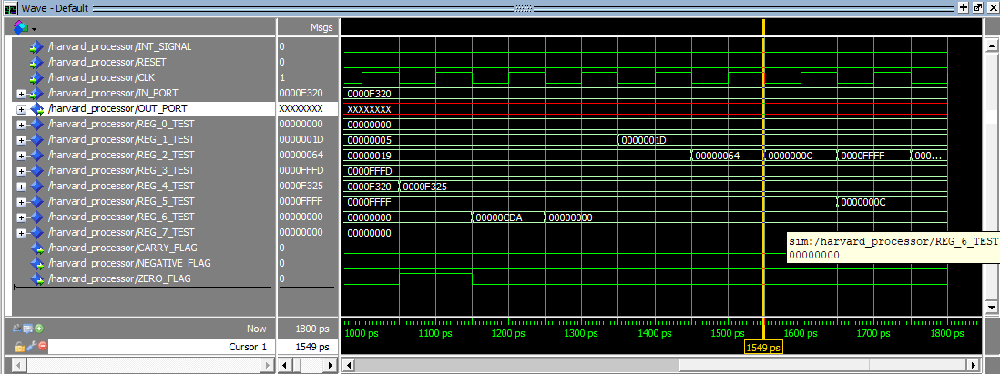 Wave - Default
Msgs
/harvard_processor/INT_SIGNAL 0
/harvard_processor/RESET 0
/harvard_processor/CLK 1
/harvard_processor/IN_PORT 0000F320 0000F320
/harvard_processor/OUT_PORT XXXXXXXX XXXXXXXX
/harvard_processor/REG_0_TEST 00000000 00000000
/harvard_processor/REG_1_TEST 0000001D 00000005 0000001D
/harvard_processor/REG_2_TEST 00000064 00000019 00000064 0000000C 0000FFFF 000...
/harvard_processor/REG_3_TEST 0000FFFD 0000FFFD
/harvard_processor/REG_4_TEST 0000F325 0000F320 0000F325
/harvard_processor/REG_5_TEST 0000FFFF 0000FFFF 0000000C
/harvard_processor/REG_6_TEST 00000000 00000000 00000CDA 00000000
/harvard_processor/REG_7_TEST 00000000 00000000
/harvard_processor/CARRY_FLAG 0 sim:/harvard_processor/REG_6_TEST
/harvard_processor/NEGATIVE_FLAG 0 00000000
/harvard_processor/ZERO_FLAG 0
Now 1800 ps 1000 ps 1100 ps 1200 ps 1300 ps 1400 ps 1500 ps 1600 ps 1700 ps 1800 ps
Cursor 1 1549 ps 1549 ps